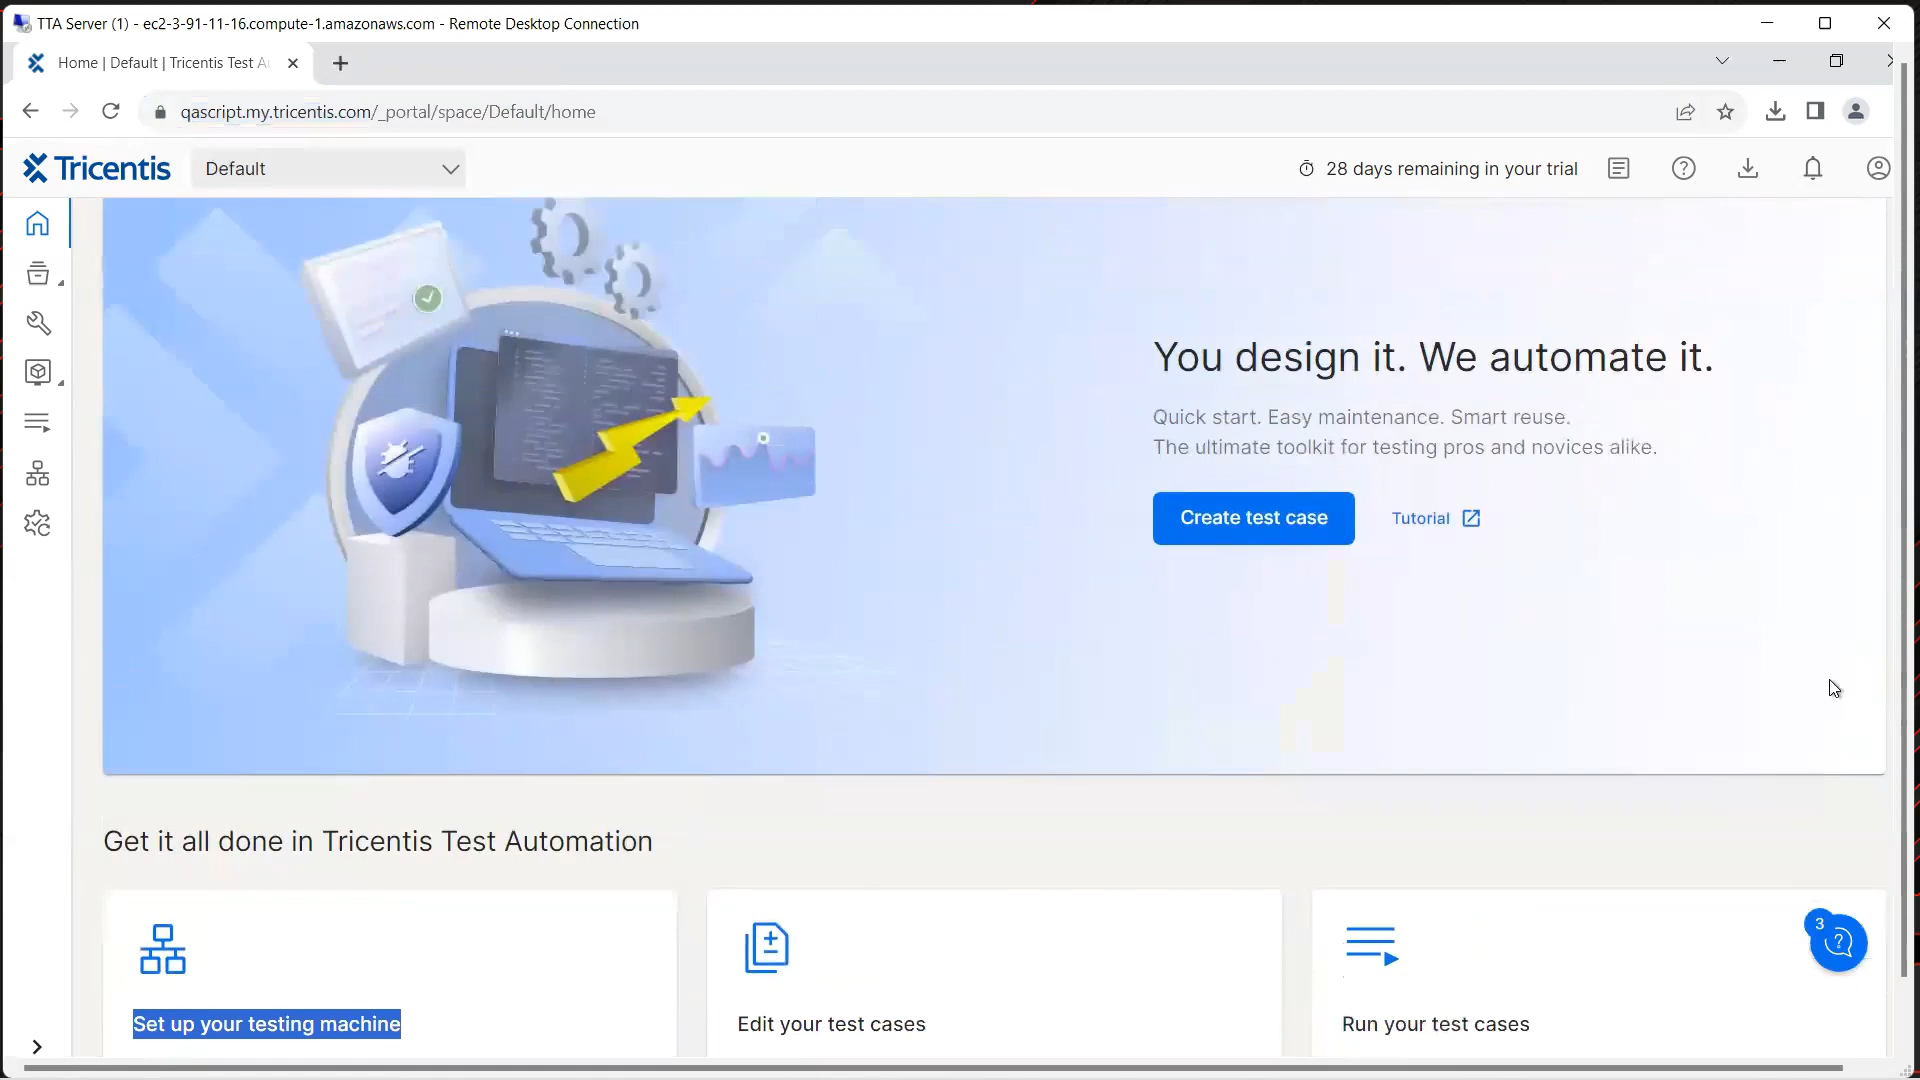 TTA Server (1) - ec2-3-91-11-16.compute-1.amazonaws.com - Remote Desktop Connection
Home | Default | Tricentis Test A
qascript.my.tricentis.com/_portal/space/Default/home
Tricentis
Default
28 days remaining in your trial
You design it. We automate it.
Quick start. Easy maintenance. Smart reuse.
The ultimate toolkit for testing pros and novices alike.
Create test case
Tutorial
Get it all done in Tricentis Test Automation
3
Set up your testing machine
Edit your test cases
Run your test cases